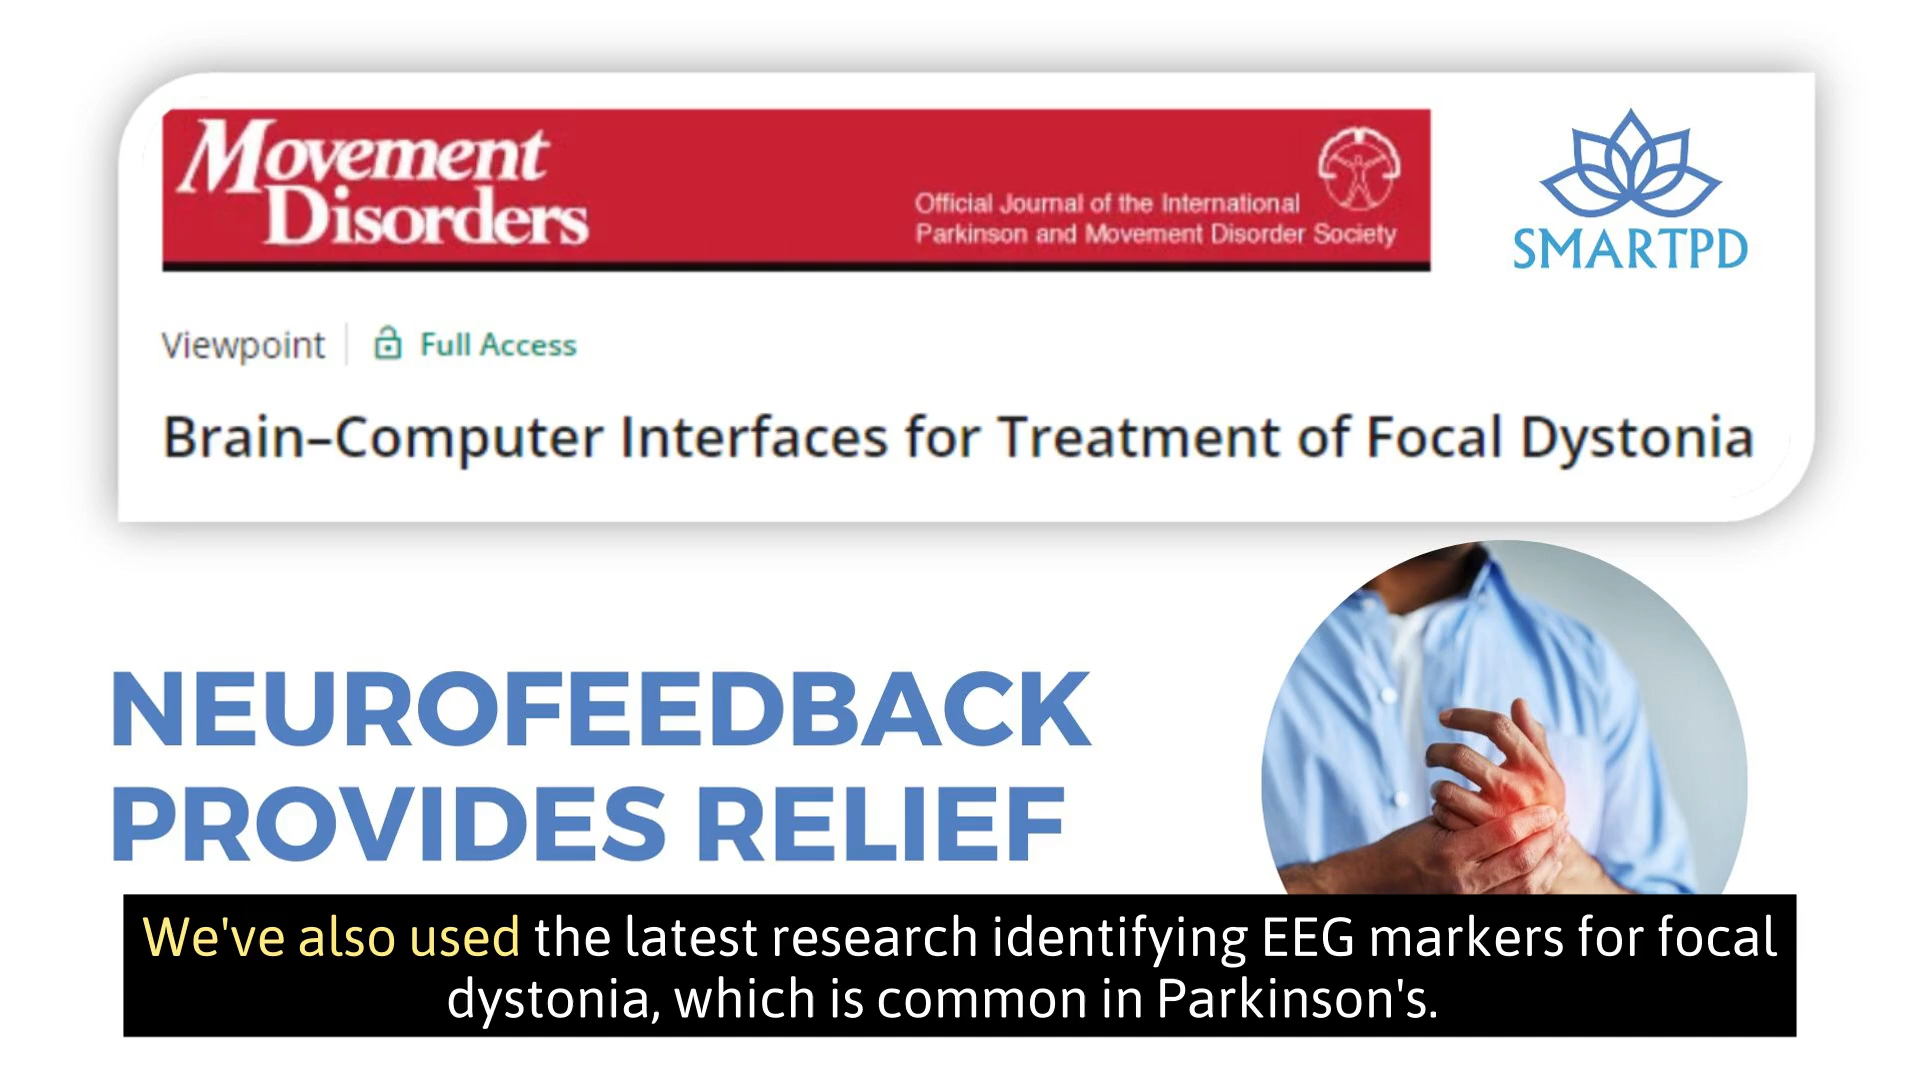 Movement
Disorders
Official Journal of the International
Parkinson and Movement Disorder Society
SMARTPD
Viewpoint
Full Access
Brain–Computer Interfaces for Treatment of Focal Dystonia
NEUROFEEDBACK
PROVIDES RELIEF
We've also used the latest research identifying EEG markers for focal
dystonia, which is common in Parkinson's.